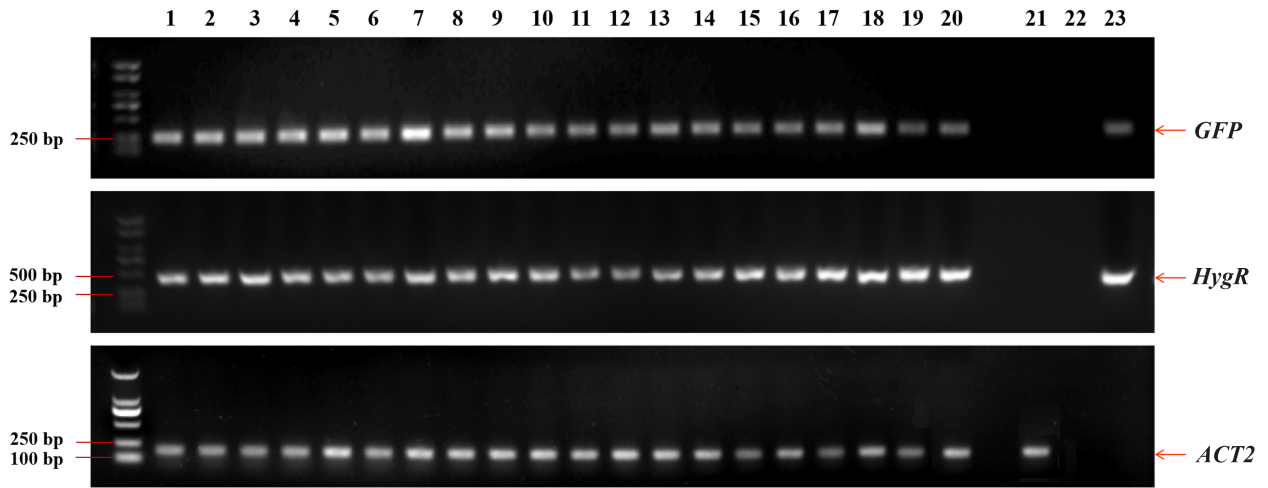 1 2 3 4 5 6 7 8 9 10 11 12 13 14 15 16 17 18 19 20 21 22 23
250 bp GFP
500 bp HygR
250 bp
250 bp
100 bp ACT2